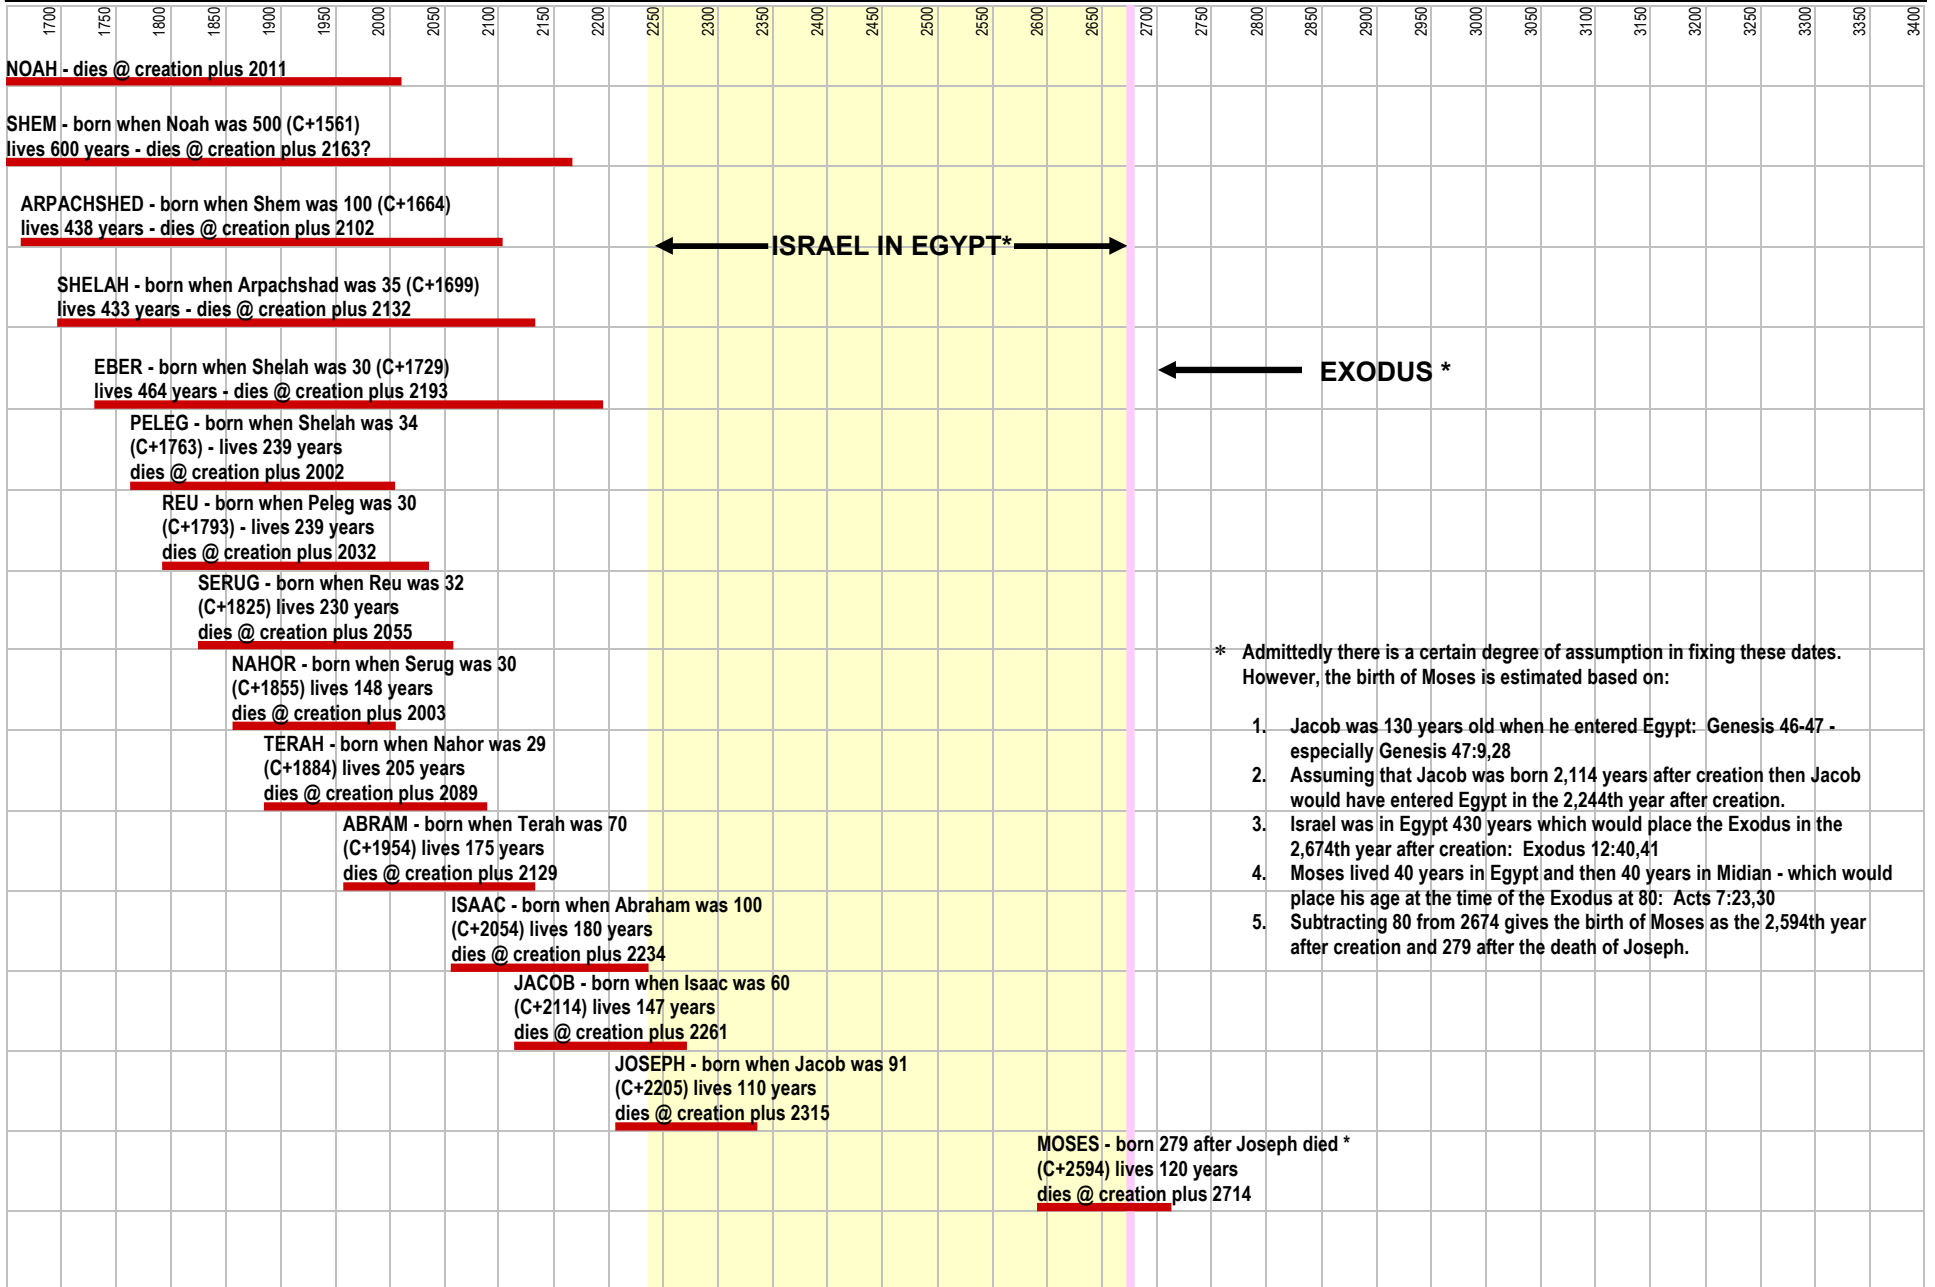 1700 1750 1800 1850 1900 1950 2000 2050 2100 2150 2200 2250 2300 2350 2400 2450 2500 2550 2600 2650 2700 2750 2800 2850 2900 2950 3000 3050 3100 3150 3200 3250 3300 3350 3400
NOAH - dies @ creation plus 2011
SHEM - born when Noah was 500 (C+1561)
lives 600 years - dies @ creation plus 2163?
ARPACHSHED - born when Shem was 100 (C+1664)
lives 438 years - dies @ creation plus 2102
ISRAEL IN EGYPT*
SHELAH - born when Arpachshad was 35 (C+1699)
lives 433 years - dies @ creation plus 2132
EBER - born when Shelah was 30 (C+1729)
lives 464 years - dies @ creation plus 2193
EXODUS *
PELEG - born when Shelah was 34
(C+1763) - lives 239 years
dies @ creation plus 2002
REU - born when Peleg was 30
(C+1793) - lives 239 years
dies @ creation plus 2032
SERUG - born when Reu was 32
(C+1825) lives 230 years
dies @ creation plus 2055
NAHOR - born when Serug was 30
(C+1855) lives 148 years
dies @ creation plus 2003
TERAH - born when Nahor was 29
(C+1884) lives 205 years
dies @ creation plus 2089
ABRAM - born when Terah was 70
(C+1954) lives 175 years
dies @ creation plus 2129
ISAAC - born when Abraham was 100
(C+2054) lives 180 years
dies @ creation plus 2234
JACOB - born when Isaac was 60
(C+2114) lives 147 years
dies @ creation plus 2261
JOSEPH - born when Jacob was 91
(C+2205) lives 110 years
dies @ creation plus 2315
MOSES - born 279 after Joseph died *
(C+2594) lives 120 years
dies @ creation plus 2714
* Admittedly there is a certain degree of assumption in fixing these dates.
However, the birth of Moses is estimated based on:
1. Jacob was 130 years old when he entered Egypt: Genesis 46-47 -
especially Genesis 47:9,28
2. Assuming that Jacob was born 2,114 years after creation then Jacob
would have entered Egypt in the 2,244th year after creation.
3. Israel was in Egypt 430 years which would place the Exodus in the
2,674th year after creation: Exodus 12:40,41
4. Moses lived 40 years in Egypt and then 40 years in Midian - which would
place his age at the time of the Exodus at 80: Acts 7:23,30
5. Subtracting 80 from 2674 gives the birth of Moses as the 2,594th year
after creation and 279 after the death of Joseph.